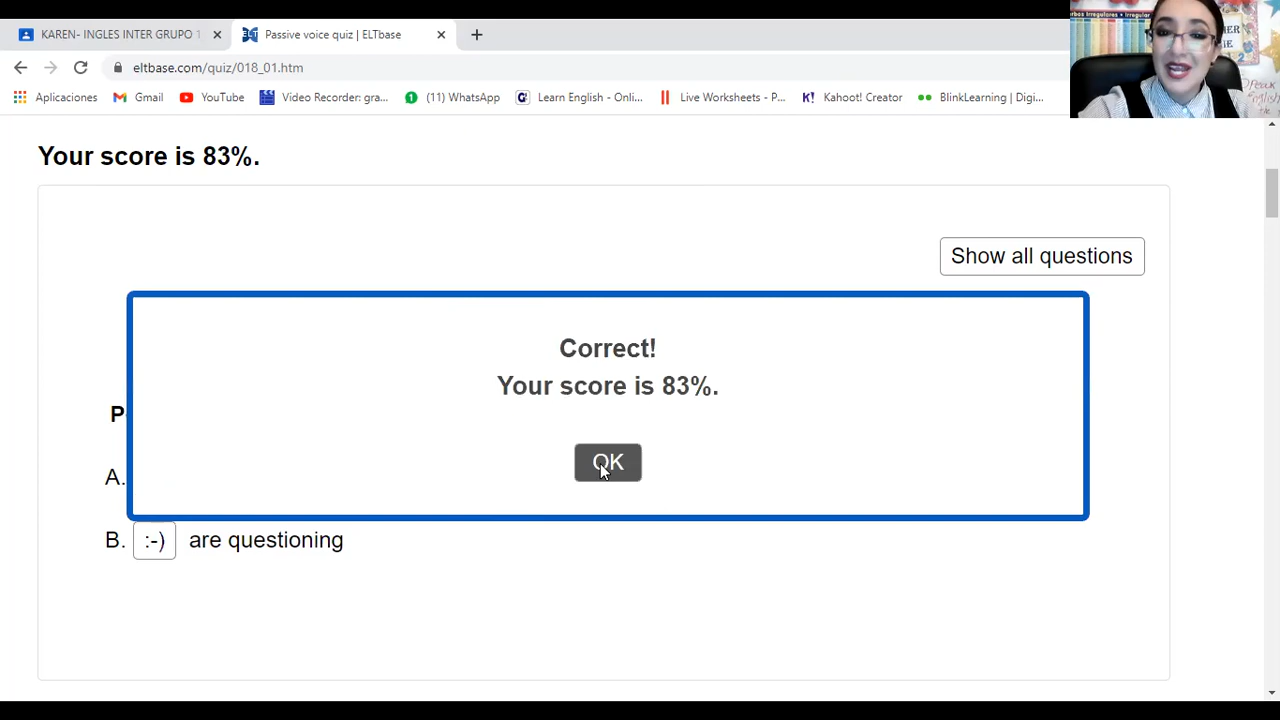 KAREN- INGLES INTER GRUPO 1
Passive voice quiz | ELTbase
eltbase.com/quiz/018_01.htm
Aplicaciones
Gmail
YouTube
Video Recorder: gra...
(11) WhatsApp
Learn English - Onli...
Live Worksheets - P...
K! Kahoot! Creator
BlinkLearning | Digi...
Your score is 83%.
Show all questions
Correct!
Your score is 83%.
OK
A.
B. :-) are questioning